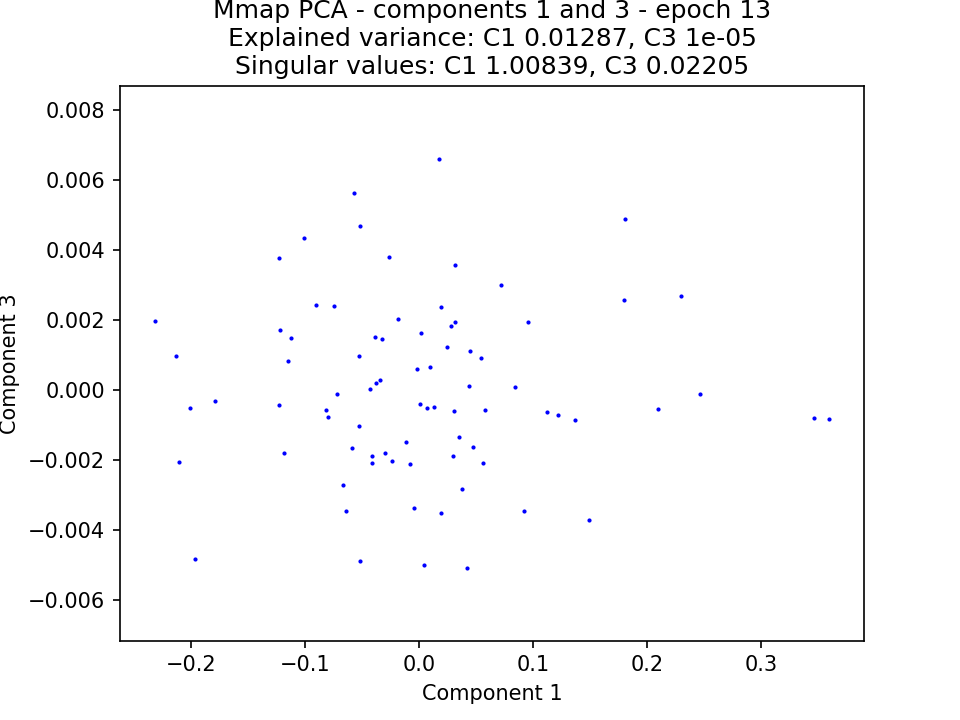 Mmap PCA - components 1 and 3 - epoch 13
Explained variance: C1 0.01287, C3 1e-05
Singular values: C1 1.00839, C3 0.02205
0.008
0.006
0.004
0.002
0.000
−0.002
−0.004
−0.006
Component 3
−0.2
−0.1
0.0
0.1
0.2
0.3
Component 1